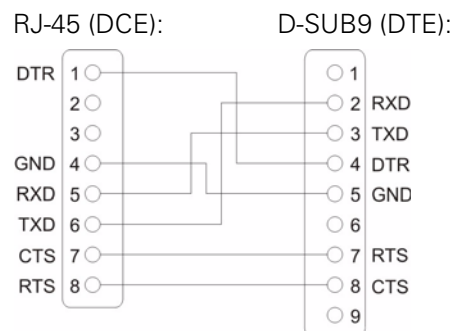 RJ-45 (DCE): D-SUB9 (DTE):
DTR 1 1
2 2 RXD
3 3 TXD
GND 4 4 DTR
RXD 5 5 GND
TXD 6 6
CTS 7 7 RTS
RTS 8 8 CTS
9